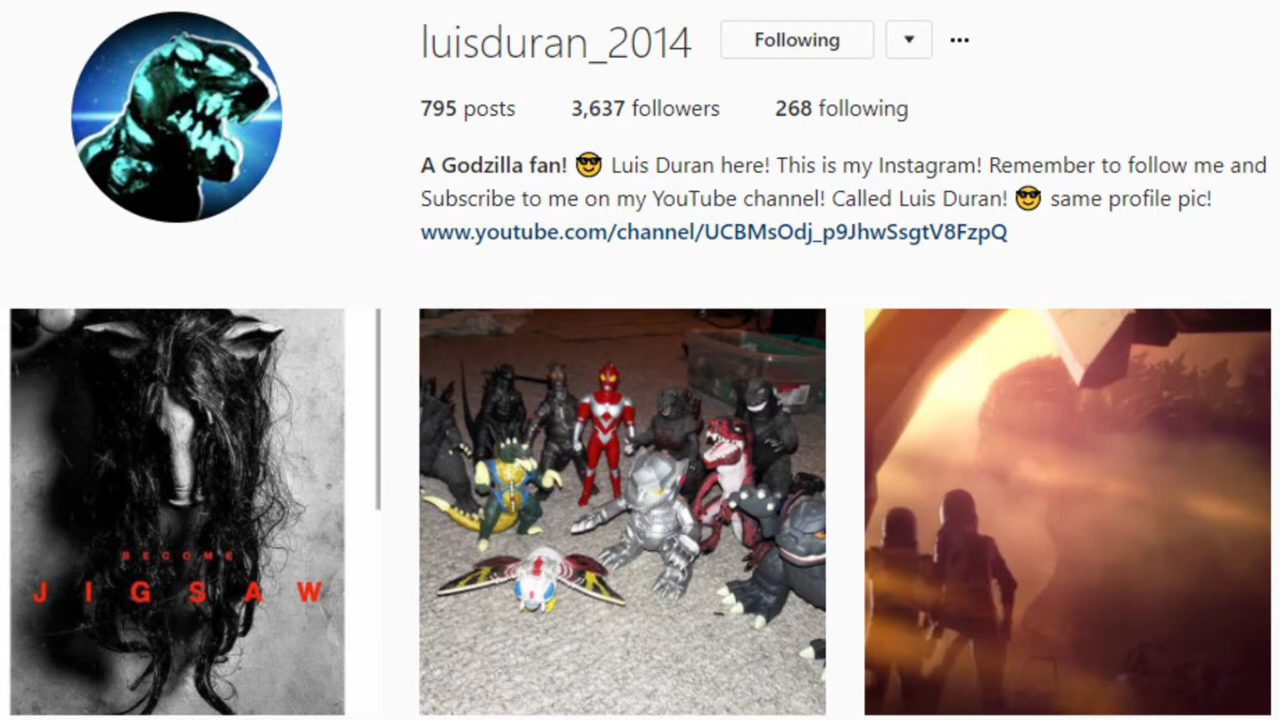 luisduran_2014 Following ▼ •••
795 posts 3,637 followers 268 following
A Godzilla fan! 😎 Luis Duran here! This is my Instagram! Remember to follow me and
Subscribe to me on my YouTube channel! Called Luis Duran! 😎 same profile pic!
www.youtube.com/channel/UCBMsOdj_p9JhwSsgtV8FzpQ
BECOME
JIGSAW